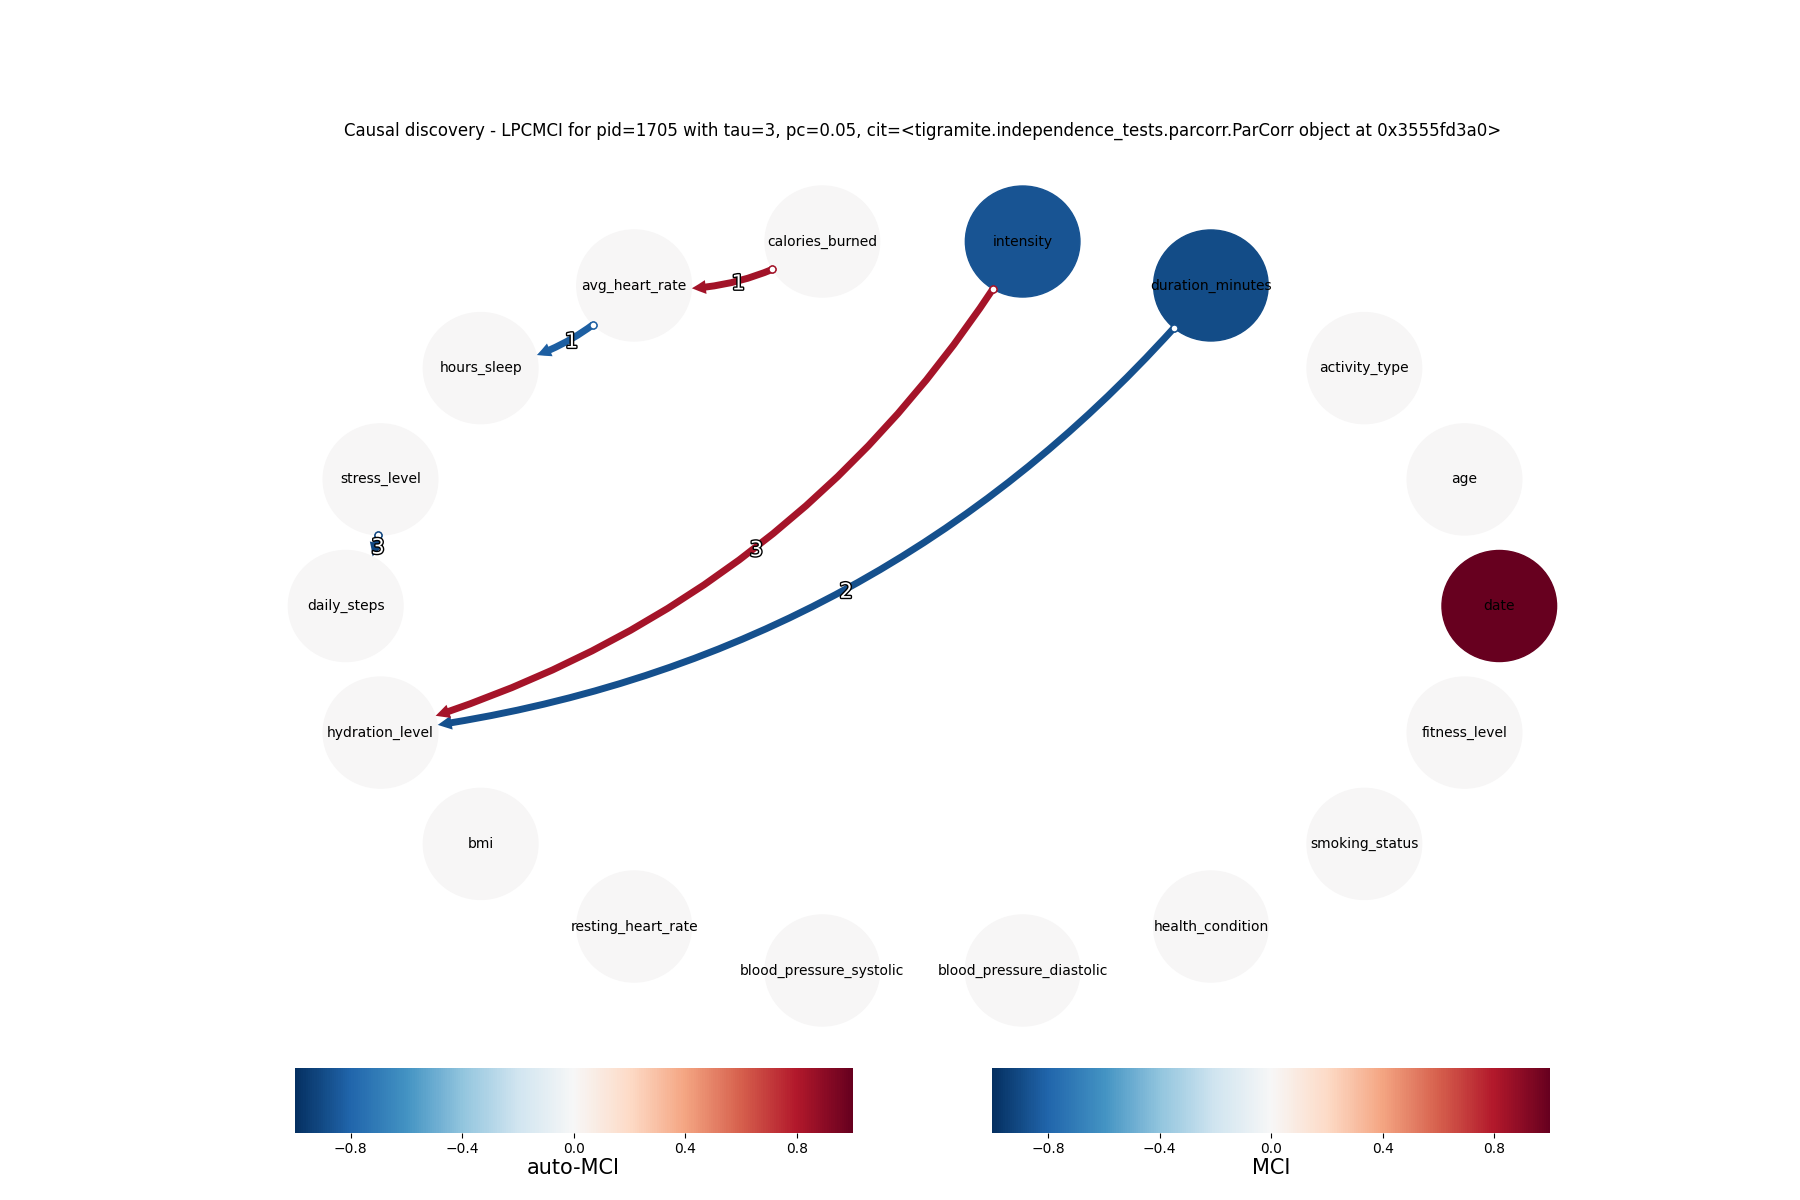 Causal discovery - LPCMCI for pid=1705 with tau=3, pc=0.05, cit=<tigramite.independence_tests.parcorr.ParCorr object at 0x3555fd3a0>
calories_burned
intensity
avg_heart_rate
1
duration_minutes
1
hours_sleep
activity_type
stress_level
age
3
3
2
daily_steps
date
hydration_level
fitness_level
bmi
smoking_status
resting_heart_rate
health_condition
blood_pressure_systolic
blood_pressure_diastolic
−0.8 −0.4 0.0 0.4 0.8
auto-MCI
−0.8 −0.4 0.0 0.4 0.8
MCI